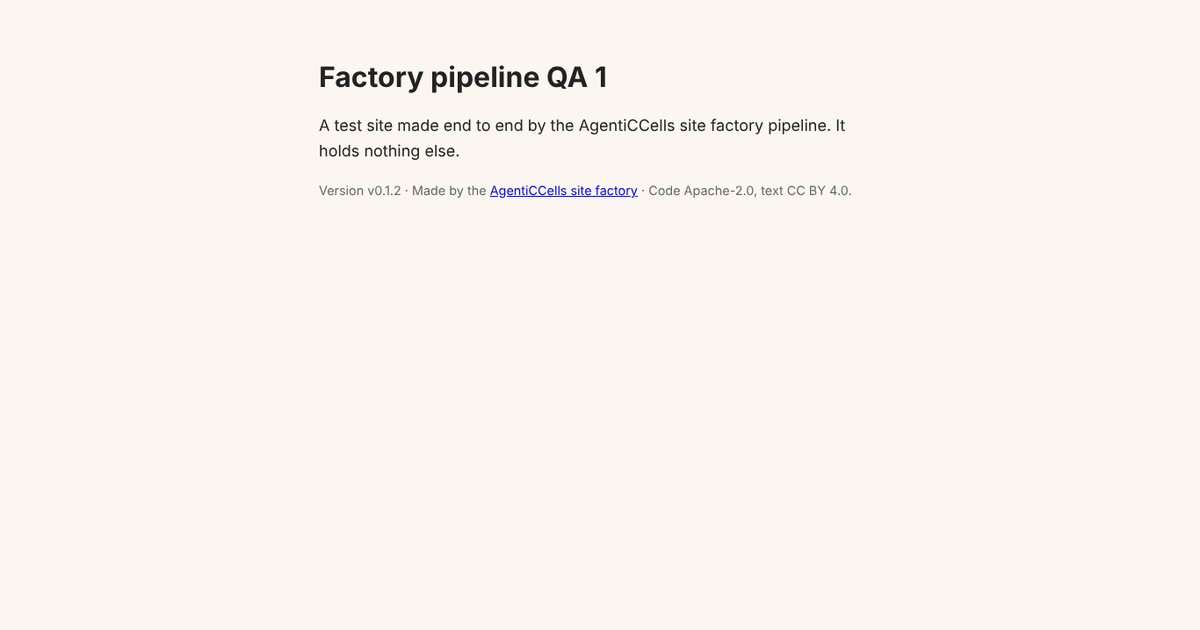 Factory pipeline QA 1
A test site made end to end by the AgentiCCells site factory pipeline. It
holds nothing else.
Version v0.1.2 · Made by the AgentiCCells site factory · Code Apache-2.0, text CC BY 4.0.